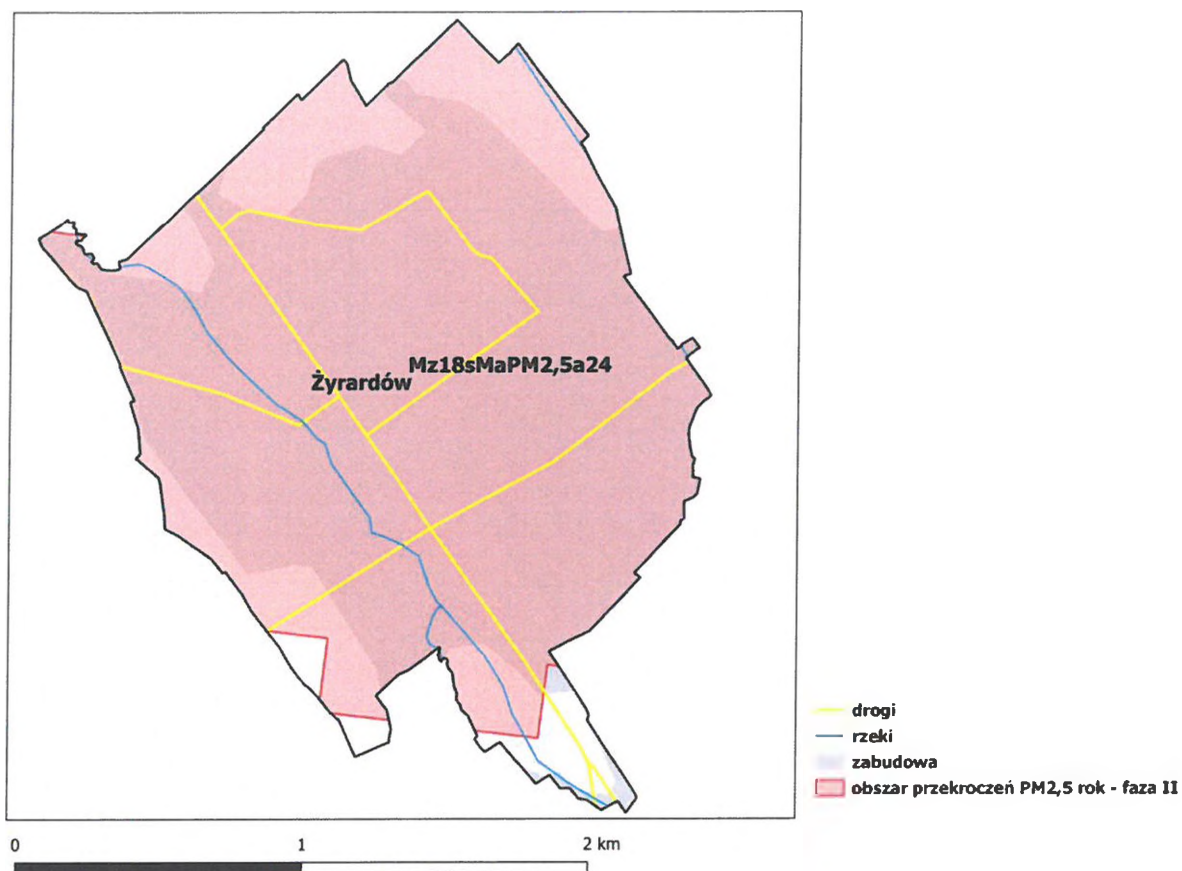 Mz18sMaPM2,5a24
Żyrardów
drogi
rzeki
zabudowa
obszar przekroczeń PM2,5 rok - faza II
0 1 2 km